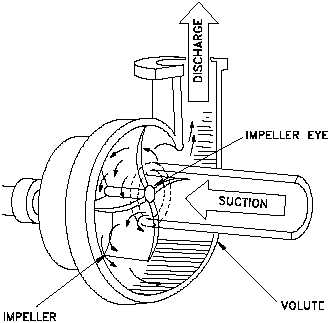 DISCHARGE
IMPELLER EYE
SUCTION
IMPELLER
VOLUTE